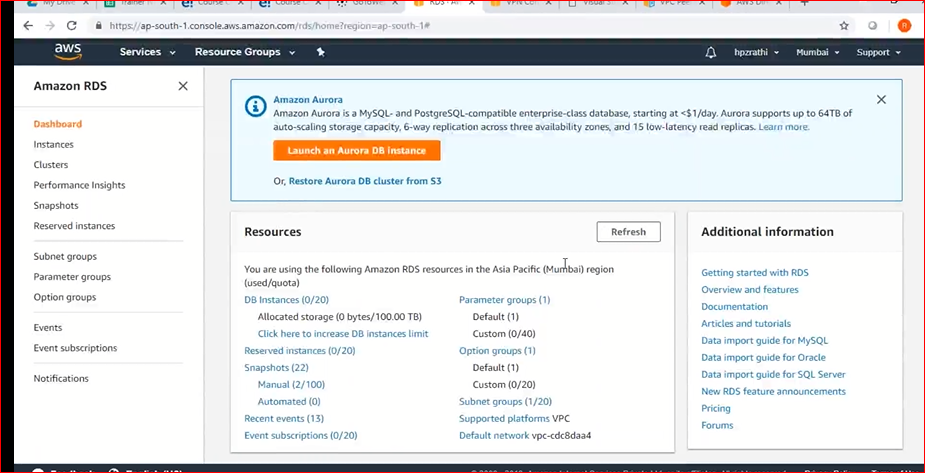 My Drive
https://ap-south-1.console.aws.amazon.com/rds/home?region=ap-south-1#
R
aws Services Resource Groups hpzrathi Mumbai Support
Amazon RDS
Dashboard
Instances
Clusters
Performance Insights
Snapshots
Reserved instances
Subnet groups
Parameter groups
Option groups
Events
Event subscriptions
Notifications
Amazon Aurora
Amazon Aurora is a MySQL- and PostgreSQL-compatible enterprise-class database, starting at <$1/day. Aurora supports up to 64TB of
auto-scaling storage capacity, 6-way replication across three availability zones, and 15 low-latency read replicas. Learn more.
Launch an Aurora DB instance
Or, Restore Aurora DB cluster from S3
Resources
Refresh
You are using the following Amazon RDS resources in the Asia Pacific (Mumbai) region
(used/quota)
DB Instances (0/20)
Allocated storage (0 bytes/100.00 TB)
Click here to increase DB instances limit
Reserved instances (0/20)
Snapshots (22)
Manual (2/100)
Automated (0)
Recent events (13)
Event subscriptions (0/20)
Parameter groups (1)
Default (1)
Custom (0/40)
Option groups (1)
Default (1)
Custom (0/20)
Subnet groups (1/20)
Supported platforms VPC
Default network vpc-cdc8daa4
Additional information
Getting started with RDS
Overview and features
Documentation
Articles and tutorials
Data import guide for MySQL
Data import guide for Oracle
Data import guide for SQL Server
New RDS feature announcements
Pricing
Forums